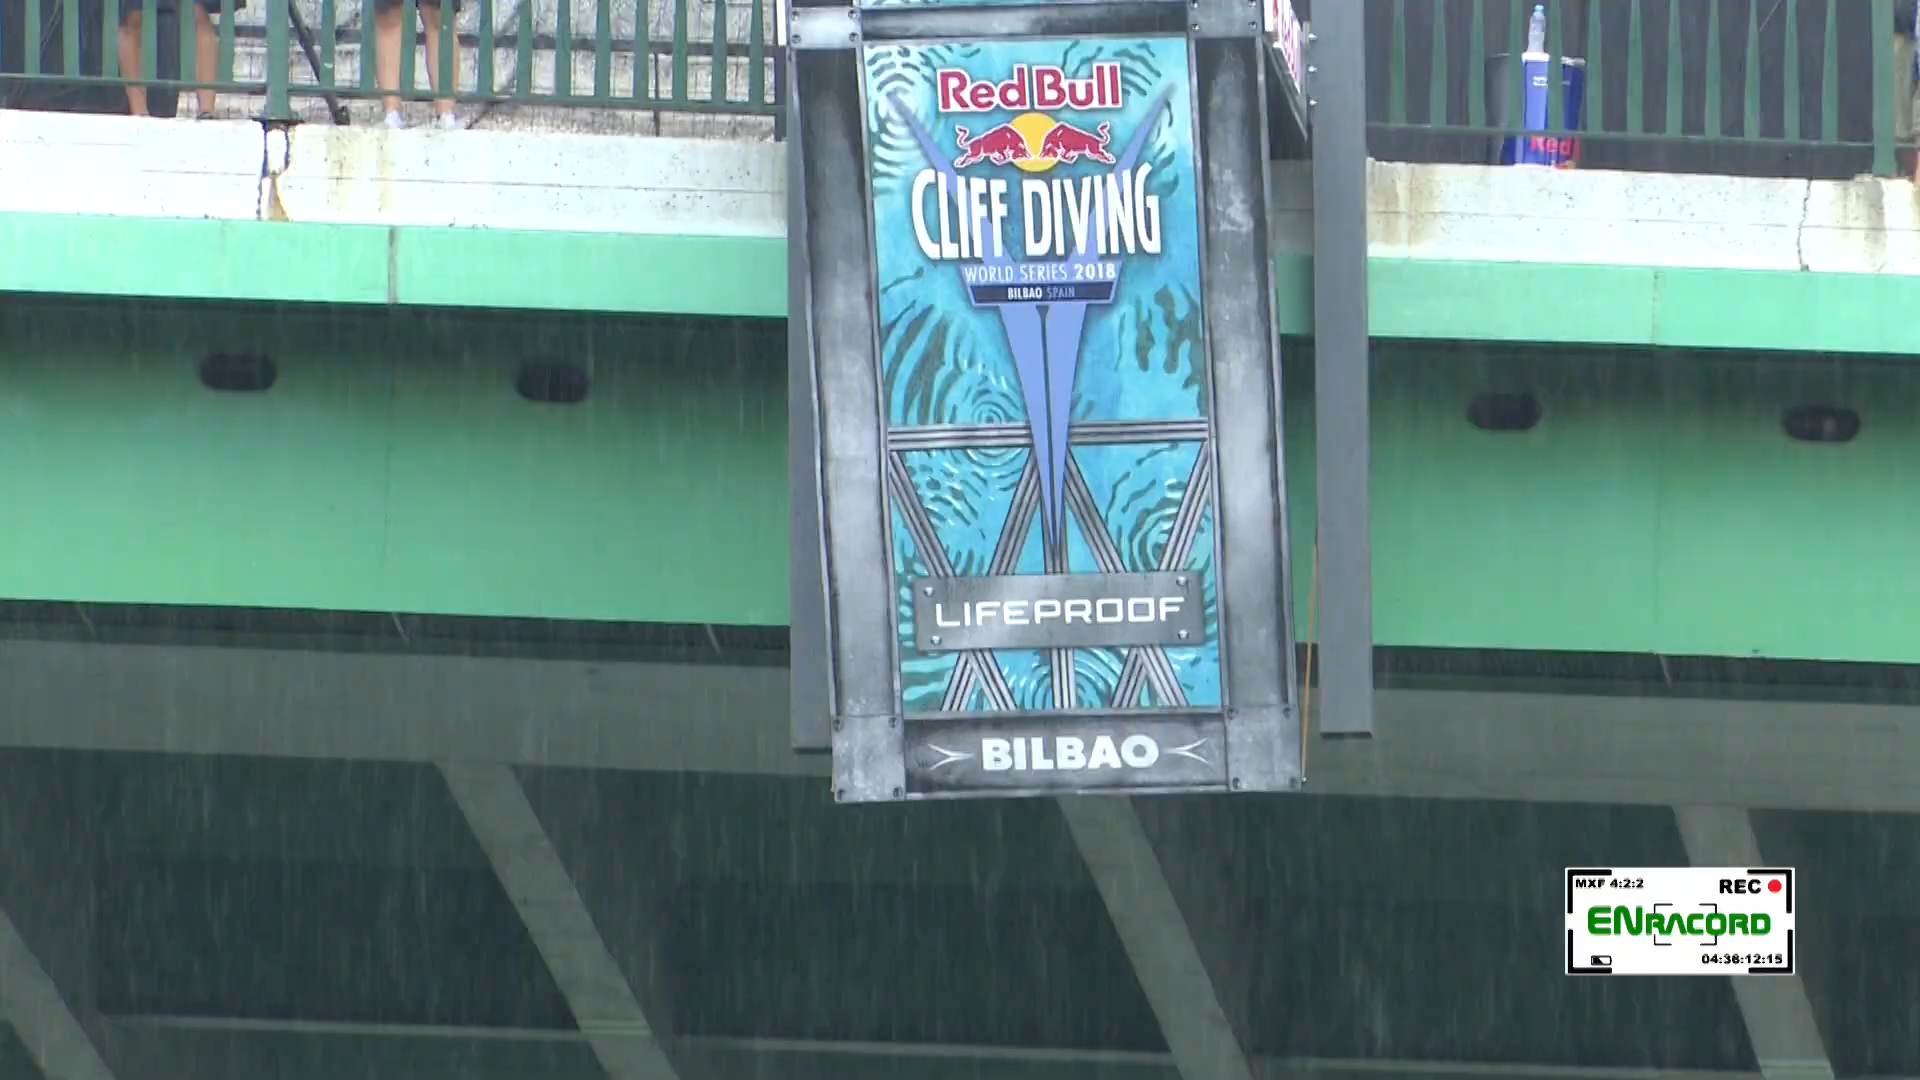 Red Bull
CLIFF DIVING
WORLD SERIES 2018
BILBAO SPAIN
LIFEPROOF
BILBAO
Red
MXF 4:2:2
REC
ENRACORD
04:36:12:15